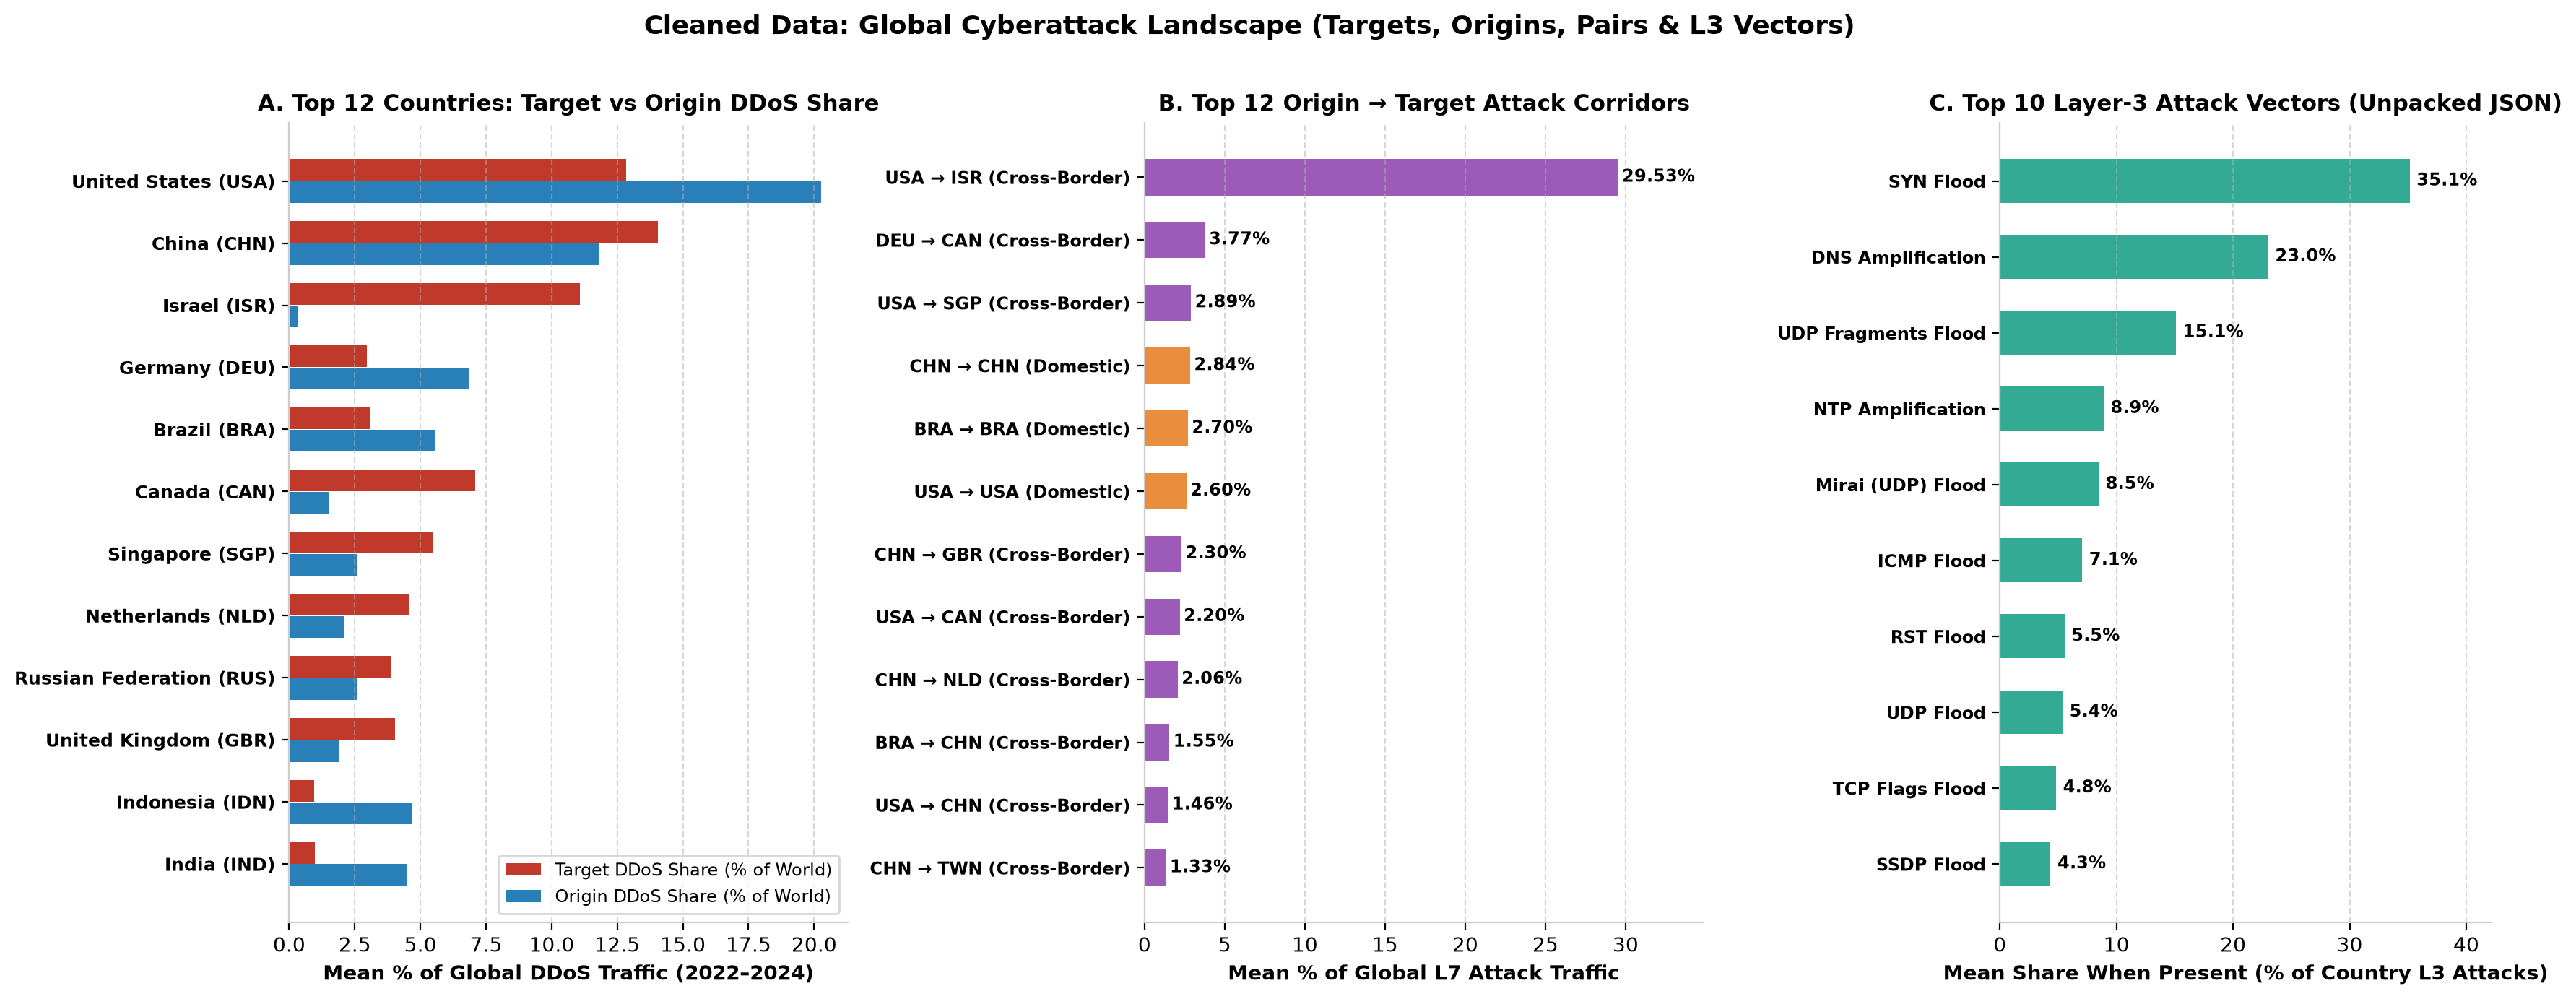 Cleaned Data: Global Cyberattack Landscape (Targets, Origins, Pairs & L3 Vectors)
A. Top 12 Countries: Target vs Origin DDoS Share
United States (USA)
China (CHN)
Israel (ISR)
Germany (DEU)
Brazil (BRA)
Canada (CAN)
Singapore (SGP)
Netherlands (NLD)
Russian Federation (RUS)
United Kingdom (GBR)
Indonesia (IDN)
India (IND)
Target DDoS Share (% of World)
Origin DDoS Share (% of World)
0.0 2.5 5.0 7.5 10.0 12.5 15.0 17.5 20.0
Mean % of Global DDoS Traffic (2022–2024)
B. Top 12 Origin → Target Attack Corridors
USA → ISR (Cross-Border) 29.53%
DEU → CAN (Cross-Border) 3.77%
USA → SGP (Cross-Border) 2.89%
CHN → CHN (Domestic) 2.84%
BRA → BRA (Domestic) 2.70%
USA → USA (Domestic) 2.60%
CHN → GBR (Cross-Border) 2.30%
USA → CAN (Cross-Border) 2.20%
CHN → NLD (Cross-Border) 2.06%
BRA → CHN (Cross-Border) 1.55%
USA → CHN (Cross-Border) 1.46%
CHN → TWN (Cross-Border) 1.33%
0 5 10 15 20 25 30
Mean % of Global L7 Attack Traffic
C. Top 10 Layer-3 Attack Vectors (Unpacked JSON)
SYN Flood 35.1%
DNS Amplification 23.0%
UDP Fragments Flood 15.1%
NTP Amplification 8.9%
Mirai (UDP) Flood 8.5%
ICMP Flood 7.1%
RST Flood 5.5%
UDP Flood 5.4%
TCP Flags Flood 4.8%
SSDP Flood 4.3%
0 10 20 30 40
Mean Share When Present (% of Country L3 Attacks)